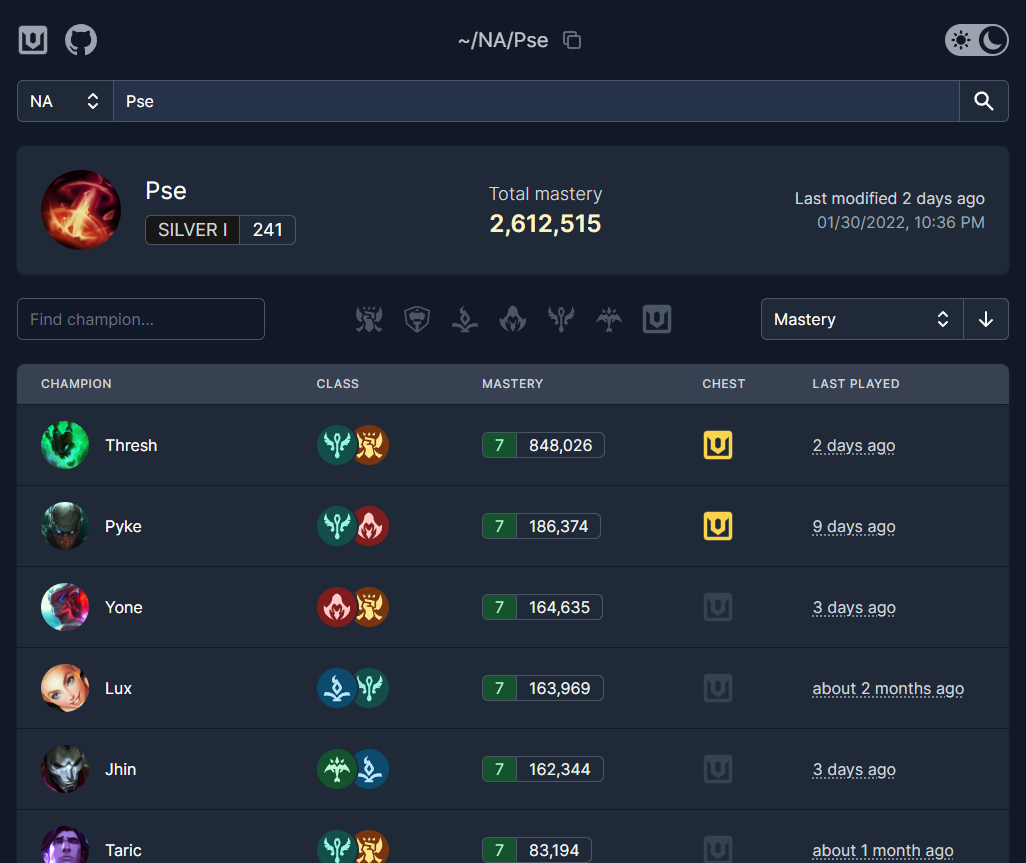 ~/NA/Pse
NA Pse
Pse
SILVER I 241
Total mastery
2,612,515
Last modified 2 days ago
01/30/2022, 10:36 PM
Find champion...
Mastery
CHAMPION CLASS MASTERY CHEST LAST PLAYED
Thresh 7 848,026 2 days ago
Pyke 7 186,374 9 days ago
Yone 7 164,635 3 days ago
Lux 7 163,969 about 2 months ago
Jhin 7 162,344 3 days ago
Taric 7 83,194 about 1 month ago